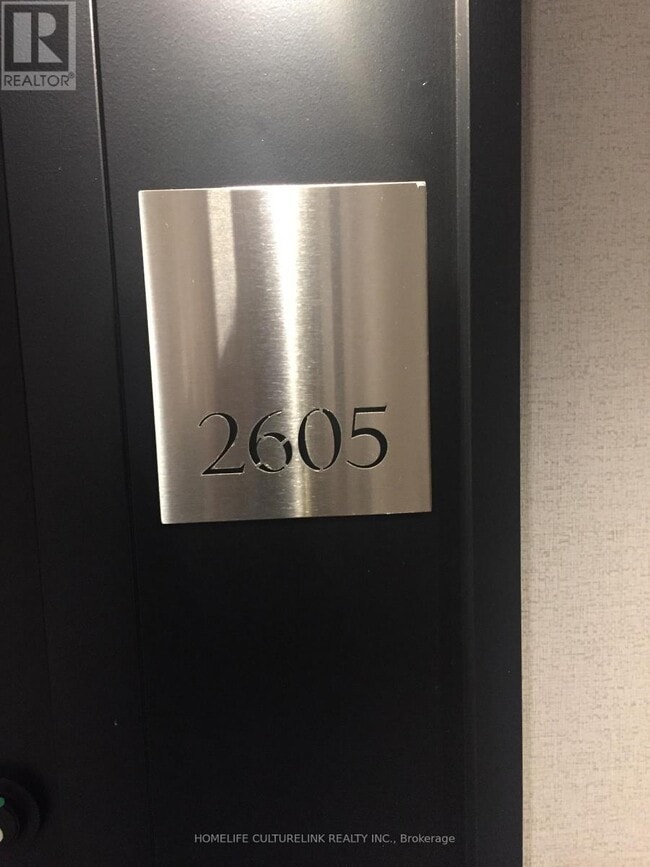 R
REALTOR®
2605
HOMELIFE CULTURELINK REALTY INC., Brokerage